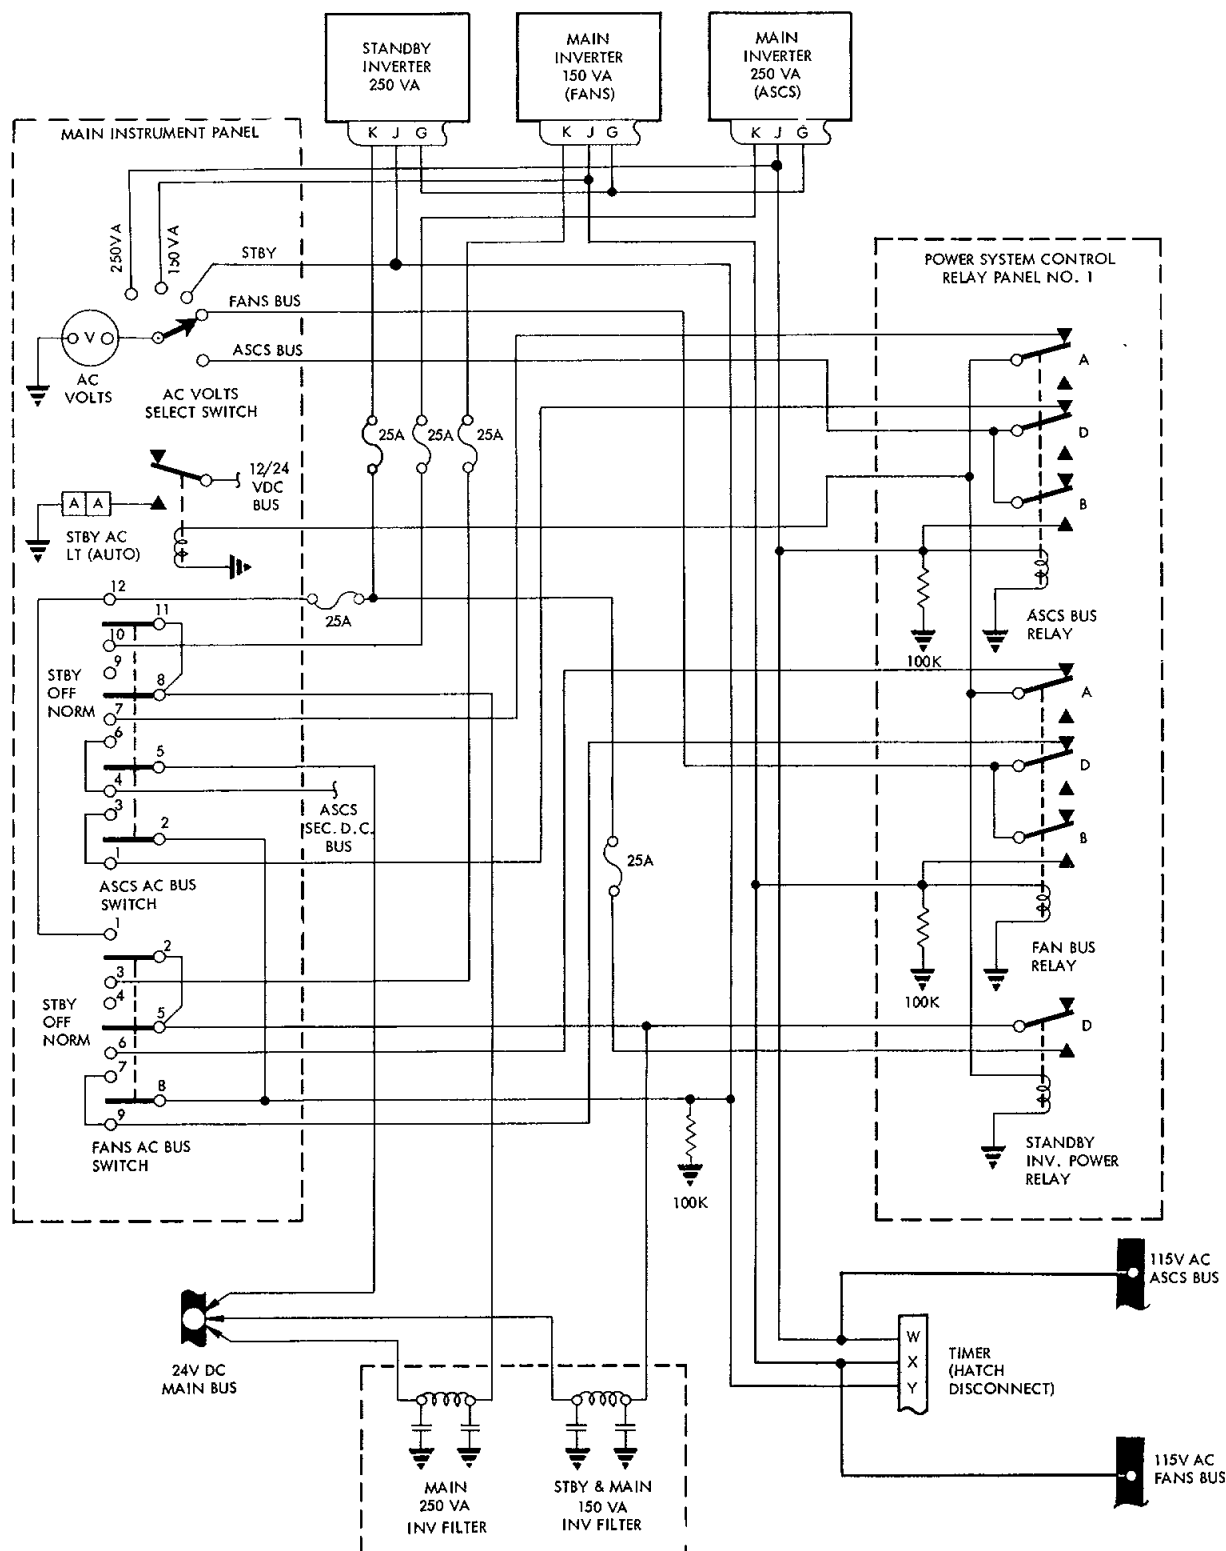 STANDBY
INVERTER
250 VA
K J G
MAIN
INVERTER
150 VA
(FANS)
K J G
MAIN
INVERTER
250 VA
(ASCS)
K J G
MAIN INSTRUMENT PANEL
250VA
150VA
STBY
FANS BUS
ASCS BUS
V
AC
VOLTS
AC VOLTS
SELECT SWITCH
25A
25A
25A
12/24
VDC
BUS
A A
STBY AC
LT (AUTO)
12
11
10
9
8
7
6
5
4
3
2
1
STBY
OFF
NORM
25A
ASCS
SEC. D.C.
BUS
ASCS AC BUS
SWITCH
1
2
3
4
5
6
7
8
9
STBY
OFF
NORM
FANS AC BUS
SWITCH
25A
100K
POWER SYSTEM CONTROL
RELAY PANEL NO. 1
A
D
B
100K
ASCS BUS
RELAY
A
D
B
100K
FAN BUS
RELAY
D
STANDBY
INV. POWER
RELAY
24V DC
MAIN BUS
MAIN
250 VA
INV FILTER
STBY & MAIN
150 VA
INV FILTER
W
X
Y
TIMER
(HATCH
DISCONNECT)
115V AC
ASCS BUS
115V AC
FANS BUS